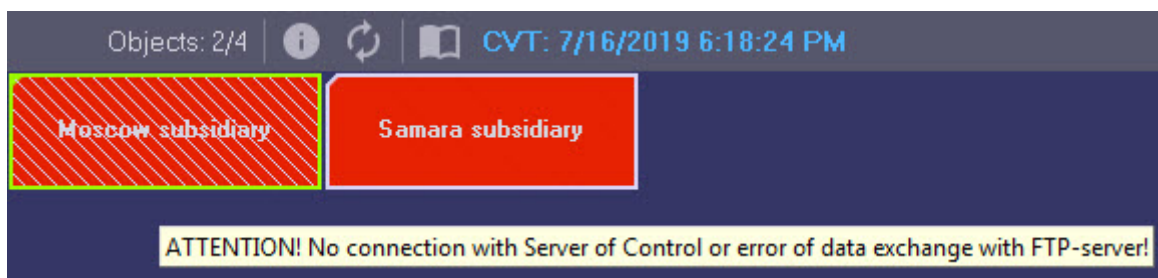 Objects: 2/4 CVT: 7/16/2019 6:18:24 PM
Moscow subsidiary Samara subsidiary
ATTENTION! No connection with Server of Control or error of data exchange with FTP-server!